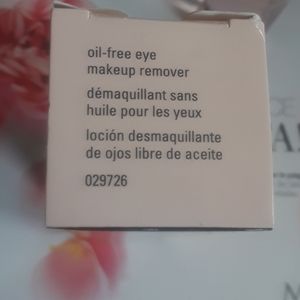 oil-free eye
makeup remover
démaquillant sans
huile pour les yeux
loción desmaquillante
de ojos libre de aceite
029726